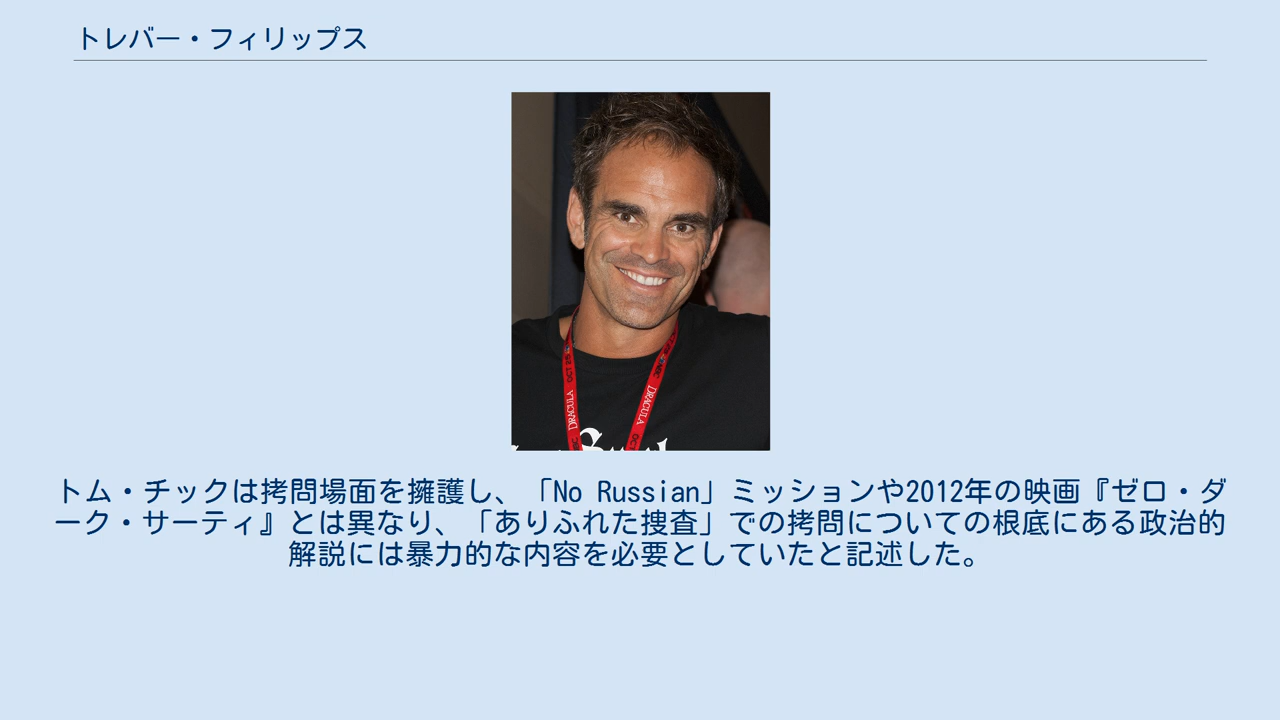 トレバー・フィリップス
OCT 25
NBC
DRACULA
DRACULA
トム・チックは拷問場面を擁護し、「No Russian」ミッションや2012年の映画『ゼロ・ダ
ーク・サーティ』とは異なり、「ありふれた捜査」での拷問についての根底にある政治的
解説には暴力的な内容を必要としていたと記述した。